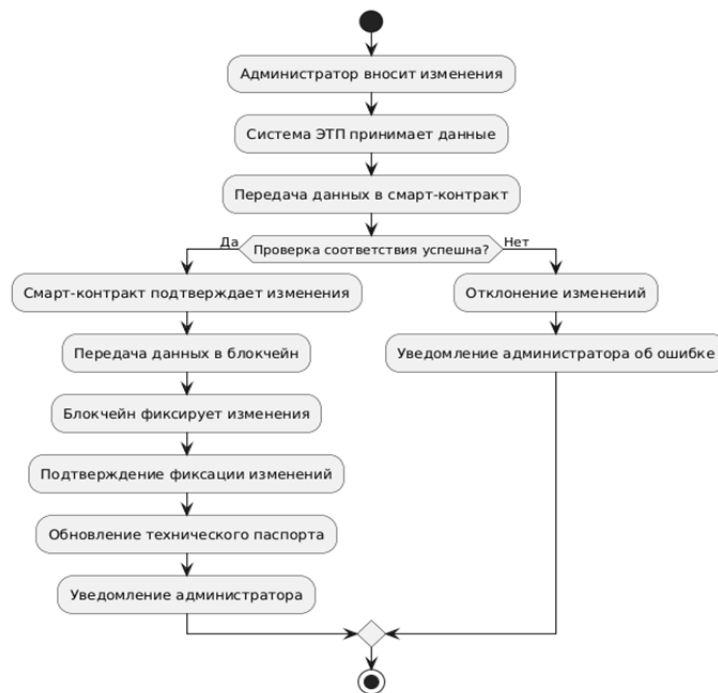 Администратор вносит изменения
Система ЭТП принимает данные
Передача данных в смарт-контракт
Да
Проверка соответствия успешна?
Нет
Смарт-контракт подтверждает изменения
Отклонение изменений
Передача данных в блокчейн
Уведомление администратора об ошибке
Блокчейн фиксирует изменения
Подтверждение фиксации изменений
Обновление технического паспорта
Уведомление администратора